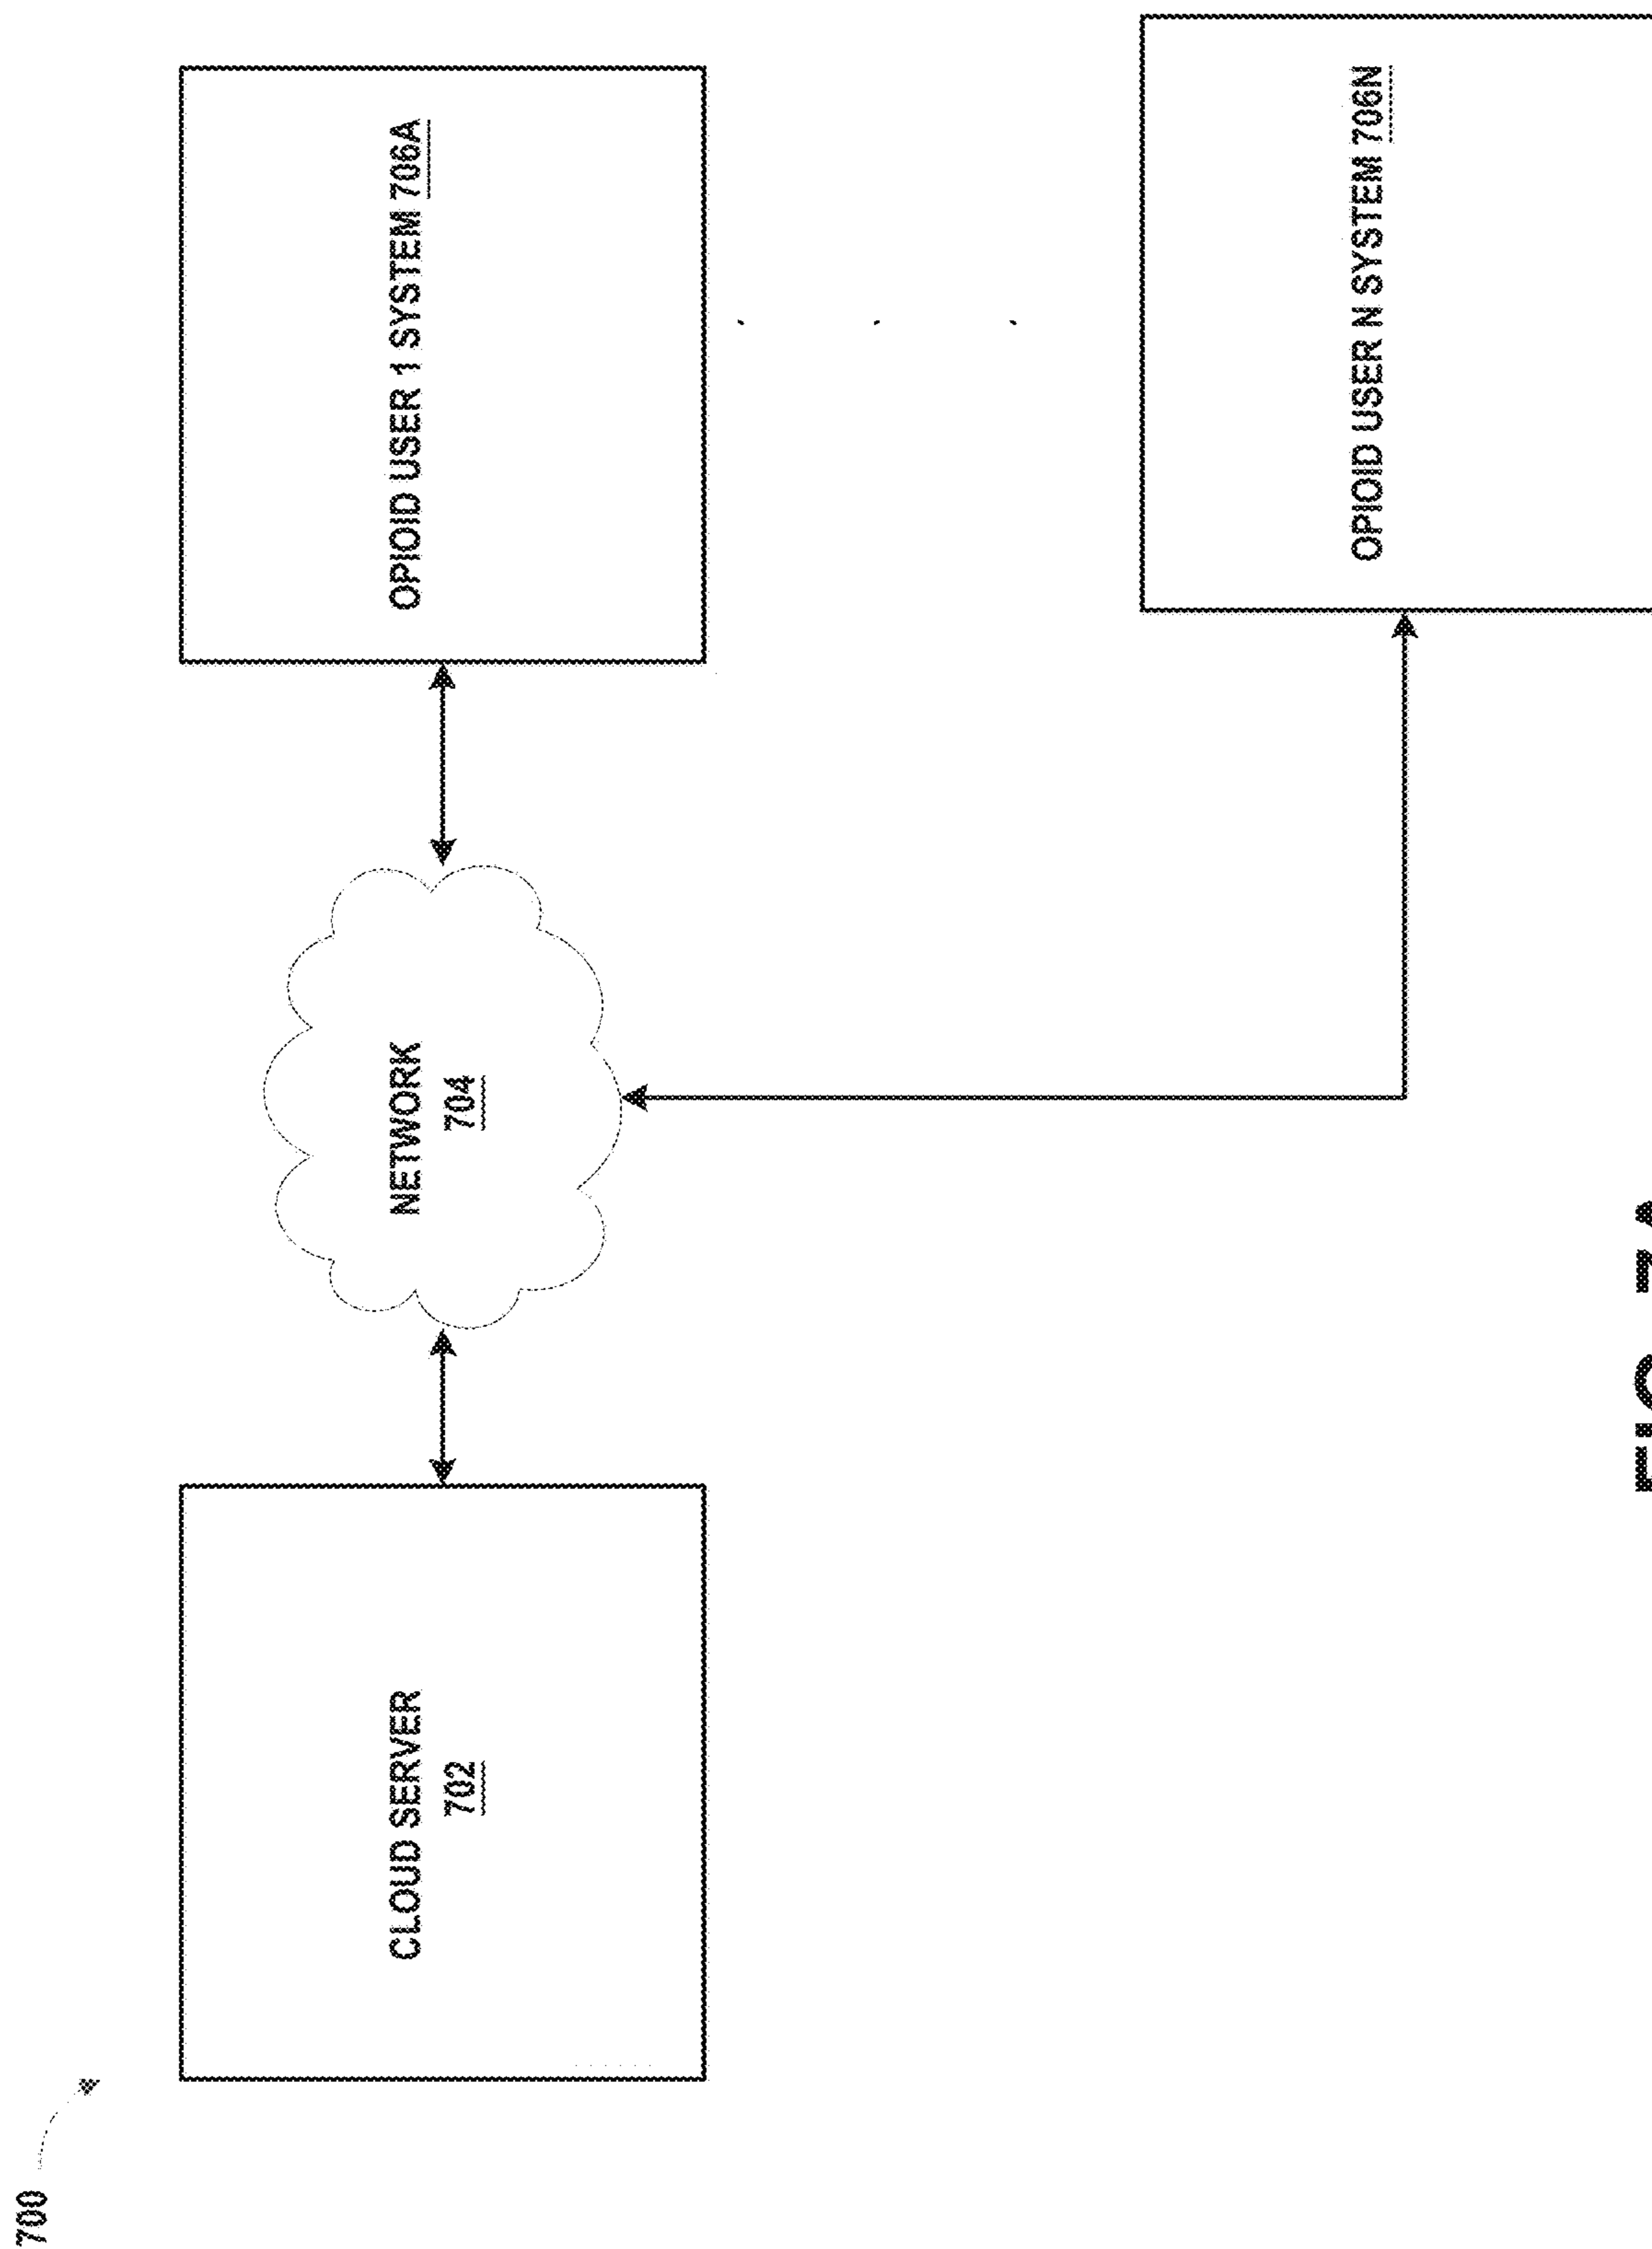 700
CLOUD SERVER
702
NETWORK
704
OPIOID USER 1 SYSTEM 706A
OPIOID USER N SYSTEM 706N